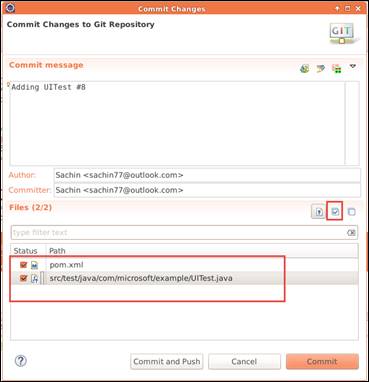 Commit Changes
Commit Changes to Git Repository
GIT
Commit message
Adding UITest #8
Author: Sachin <sachin77@outlook.com>
Committer: Sachin <sachin77@outlook.com>
Files (2/2)
type filter text
Status Path
pom.xml
src/test/java/com/microsoft/example/UITest.java
Commit and Push Cancel Commit